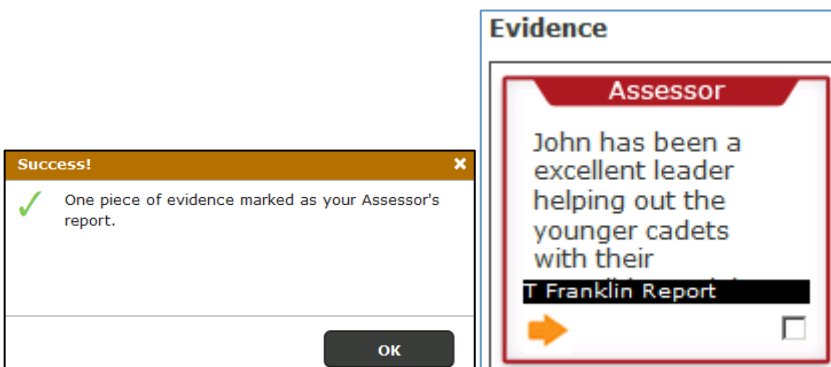 Success!
One piece of evidence marked as your Assessor's
report.
OK
Evidence
Assessor
John has been a
excellent leader
helping out the
younger cadets
with their
T Franklin Report